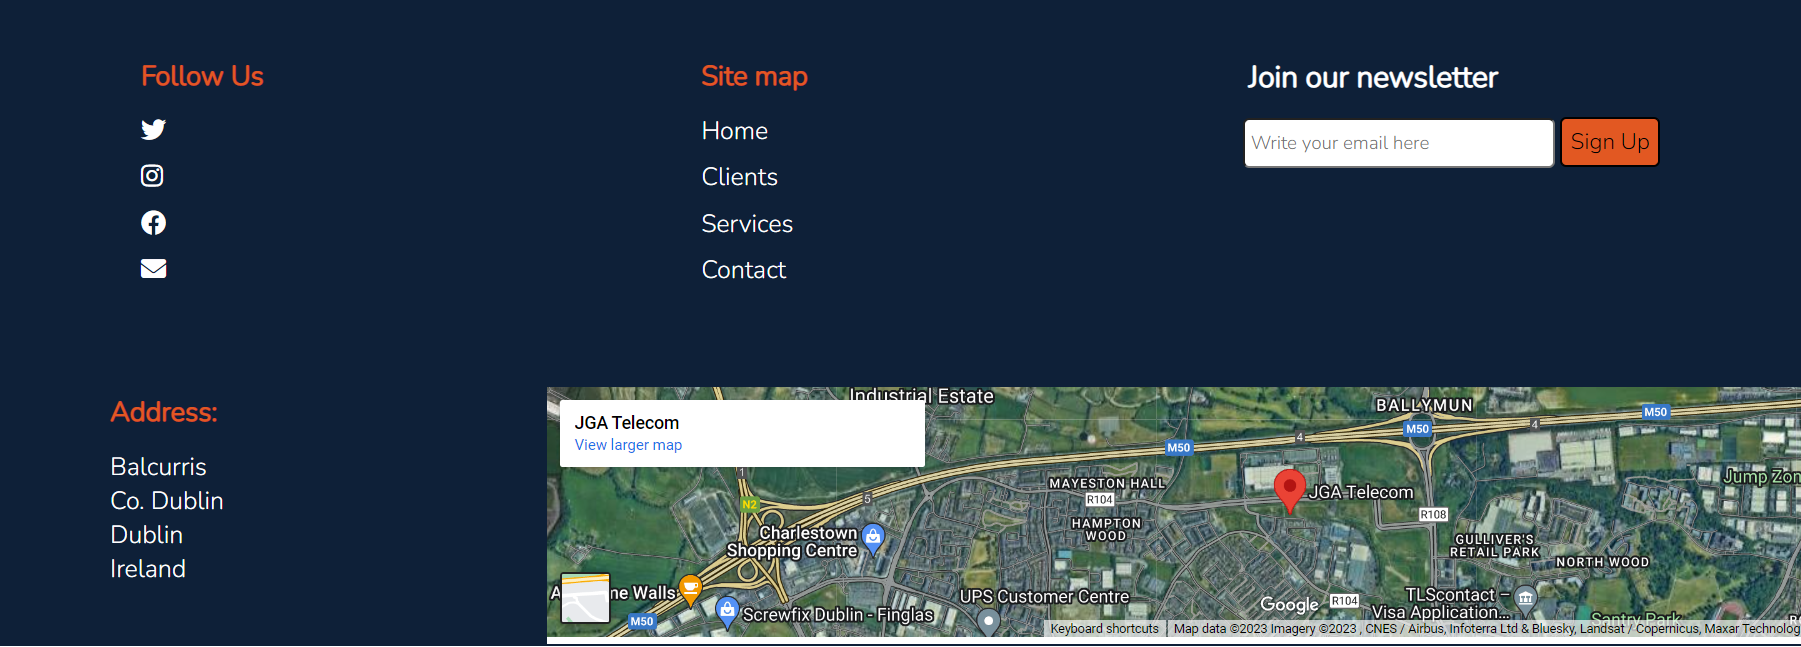 Follow Us
Site map
Home
Clients
Services
Contact
Join our newsletter
Write your email here
Sign Up
Address:
Balcurris
Co. Dublin
Dublin
Ireland
JGA Telecom
View larger map
Industrial Estate
BALLYMUN
M50
M50
4
4
M50
5
1
N2
MAYESTON HALL
R104
JGA Telecom
Jump Zon
R108
HAMPTON
WOOD
Charlestown
Shopping Centre
GULLIVER'S
RETAIL PARK
NORTH WOOD
A
ne Walls
UPS Customer Centre
Google
R104
TLScontact –
Visa Application...
Screwfix Dublin - Finglas
M50
Santry Park
Keyboard shortcuts
Map data ©2023 Imagery ©2023 , CNES / Airbus, Infoterra Ltd & Bluesky, Landsat / Copernicus, Maxar Technolog